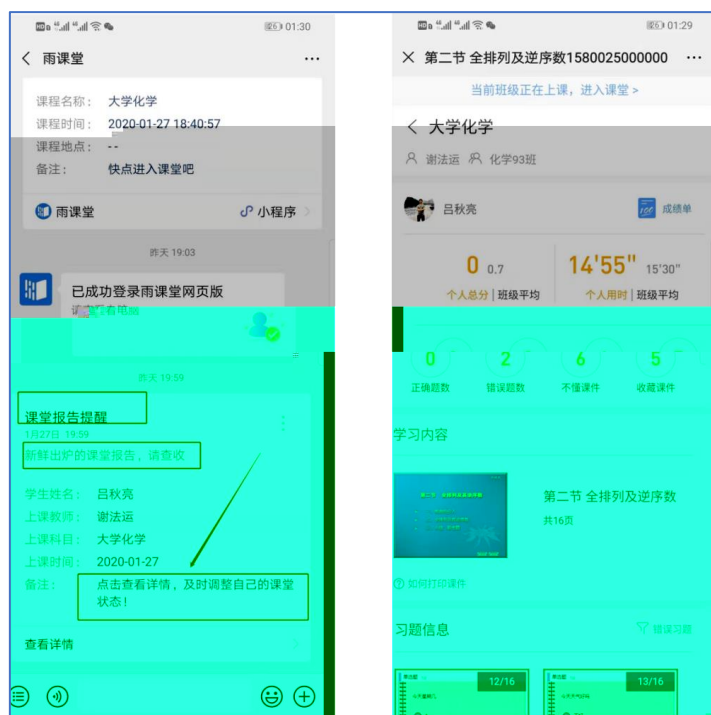 01:30
雨课堂
课程名称： 大学化学
课程时间： 2020-01-27 18:40:57
课程地点： --
备注： 快点进入课堂吧
雨课堂
小程序
昨天 19:03
已成功登录雨课堂网页版
昨天 19:59
课堂报告提醒
1月27日 19:59
新鲜出炉的课堂报告，请查收
学生姓名： 吕秋亮
上课教师： 谢法运
上课科目： 大学化学
上课时间： 2020-01-27
备注： 点击查看详情，及时调整自己的课堂
状态！
查看详情
01:29
第二节 全排列及逆序数1580025000000
当前班级正在上课，进入课堂 >
大学化学
谢法运 化学93班
吕秋亮
成绩单
0 0.7
个人总分 | 班级平均
14'55" 15'30"
个人用时 | 班级平均
0 2 6 5
正确题数 错误题数 不懂课件 收藏课件
学习内容
第二节 全排列及逆序数
共16页
如何打印课件
习题信息
错误习题
12/16
13/16